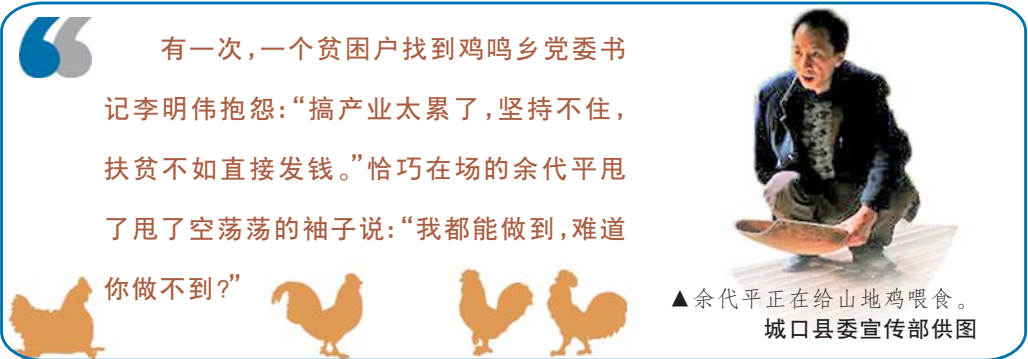 有一次,一个贫困户找到鸡鸣乡党委书
记李明伟抱怨:“搞产业太累了,坚持不住,
扶贫不如直接发钱。”恰巧在场的余代平甩
了甩了空荡荡的袖子说:“我都能做到,难道
你做不到?”
▲余代平正在给山地鸡喂食。
城口县委宣传部供图